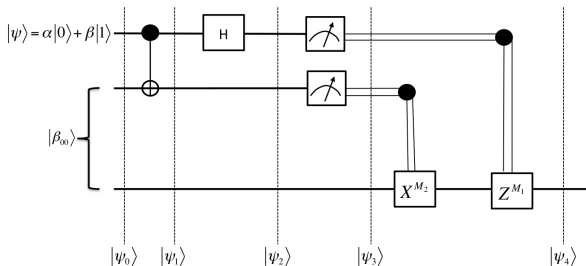 |ψ⟩ = α|0⟩ + β|1⟩
H
|β₀₀⟩
X^{M₂}
Z^{M₁}
|ψ₀⟩ |ψ₁⟩ |ψ₂⟩ |ψ₃⟩ |ψ₄⟩